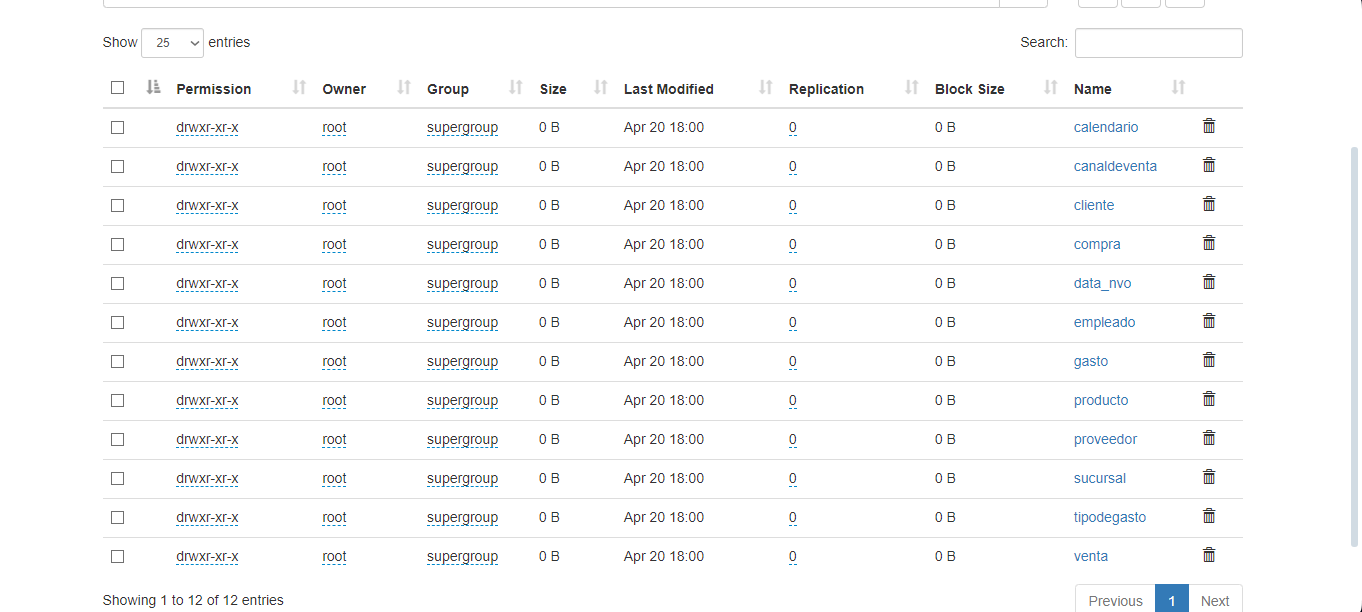 Show 25 entries Search:
Permission Owner Group Size Last Modified Replication Block Size Name
drwxr-xr-x root supergroup 0 B Apr 20 18:00 0 0 B calendario
drwxr-xr-x root supergroup 0 B Apr 20 18:00 0 0 B canaldeventa
drwxr-xr-x root supergroup 0 B Apr 20 18:00 0 0 B cliente
drwxr-xr-x root supergroup 0 B Apr 20 18:00 0 0 B compra
drwxr-xr-x root supergroup 0 B Apr 20 18:00 0 0 B data_nvo
drwxr-xr-x root supergroup 0 B Apr 20 18:00 0 0 B empleado
drwxr-xr-x root supergroup 0 B Apr 20 18:00 0 0 B gasto
drwxr-xr-x root supergroup 0 B Apr 20 18:00 0 0 B producto
drwxr-xr-x root supergroup 0 B Apr 20 18:00 0 0 B proveedor
drwxr-xr-x root supergroup 0 B Apr 20 18:00 0 0 B sucursal
drwxr-xr-x root supergroup 0 B Apr 20 18:00 0 0 B tipodegasto
drwxr-xr-x root supergroup 0 B Apr 20 18:00 0 0 B venta
Showing 1 to 12 of 12 entries Previous 1 Next